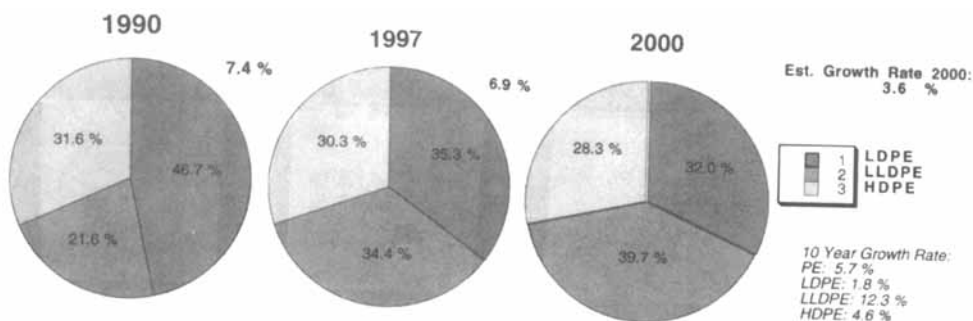 1990
7.4 %
31.6 %
46.7 %
21.6 %
1997
6.9 %
30.3 %
35.3 %
34.4 %
2000
28.3 %
32.0 %
39.7 %
Est. Growth Rate 2000:
3.6 %
1 LDPE
2 LLDPE
3 HDPE
10 Year Growth Rate:
PE: 5.7 %
LDPE: 1.8 %
LLDPE: 12.3 %
HDPE: 4.6 %